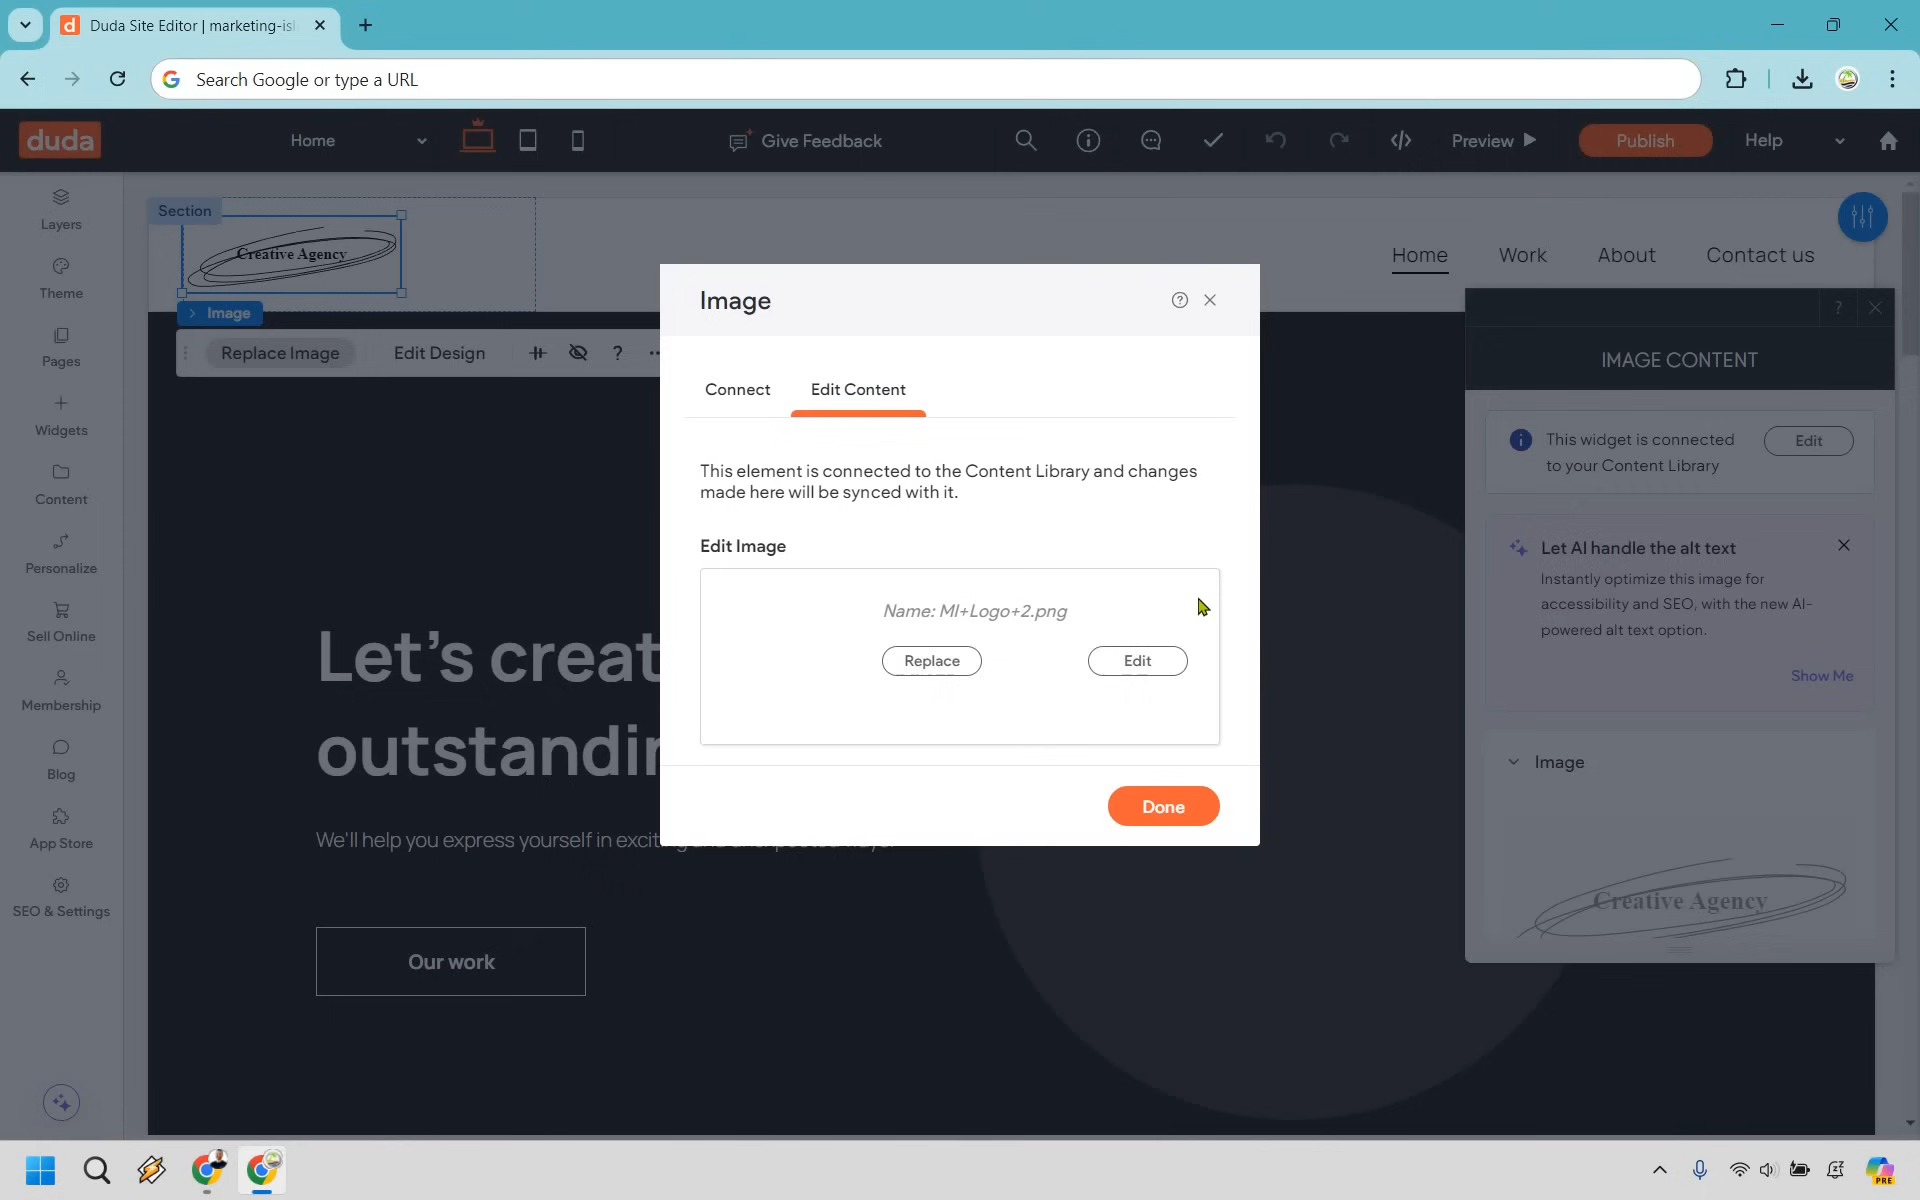 Duda Site Editor | marketing-isl
Search Google or type a URL
duda
Home
Give Feedback
Preview
Publish
Help
Layers
Theme
Pages
Widgets
Content
Personalize
Sell Online
Membership
Blog
App Store
SEO & Settings
Section
Creative Agency
Image
Replace Image
Edit Design
?
Home
Work
About
Contact us
Let's creat
outstandin
We'll help you express yourself in
Our work
Image
Connect
Edit Content
This element is connected to the Content Library and changes
made here will be synced with it.
Edit Image
Name: MI+Logo+2.png
Replace
Edit
Done
?
IMAGE CONTENT
This widget is connected
to your Content Library
Edit
Let AI handle the alt text
Instantly optimize this image for
accessibility and SEO, with the new AI-
powered alt text option.
Show Me
Image
Creative Agency
PRE